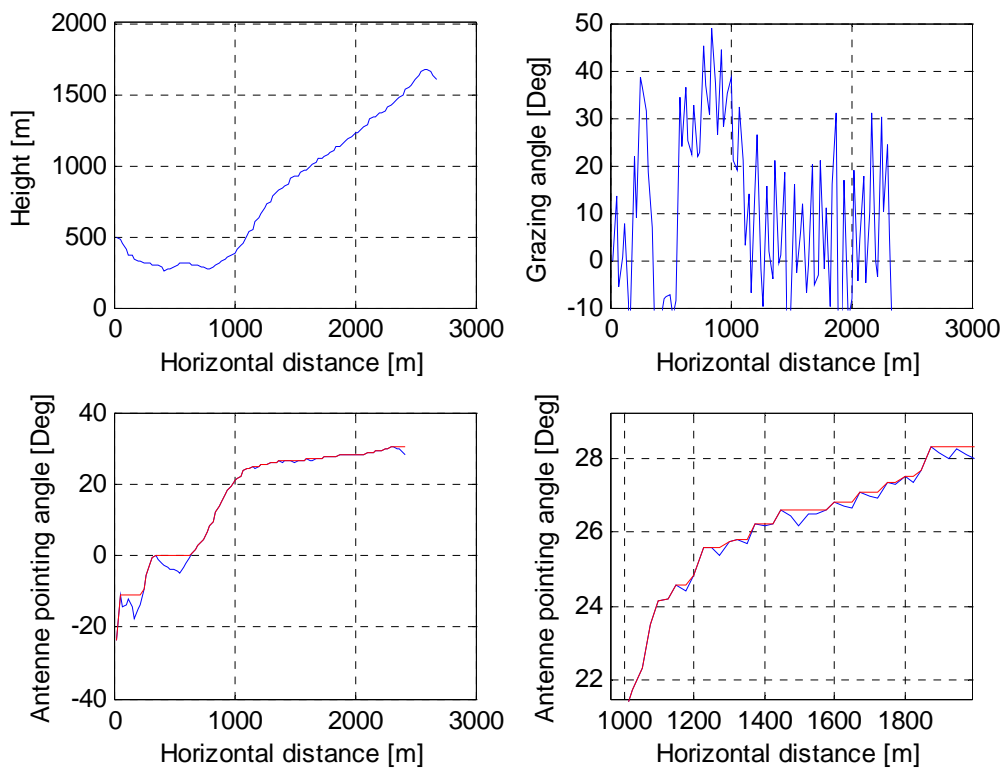 2000
1500
1000
500
0
Height [m]
0 1000 2000 3000
Horizontal distance [m]
50
40
30
20
10
0
-10
Grazing angle [Deg]
0 1000 2000 3000
Horizontal distance [m]
40
20
0
-20
-40
Antenne pointing angle [Deg]
0 1000 2000 3000
Horizontal distance [m]
28
26
24
22
Antenne pointing angle [Deg]
1000 1200 1400 1600 1800
Horizontal distance [m]